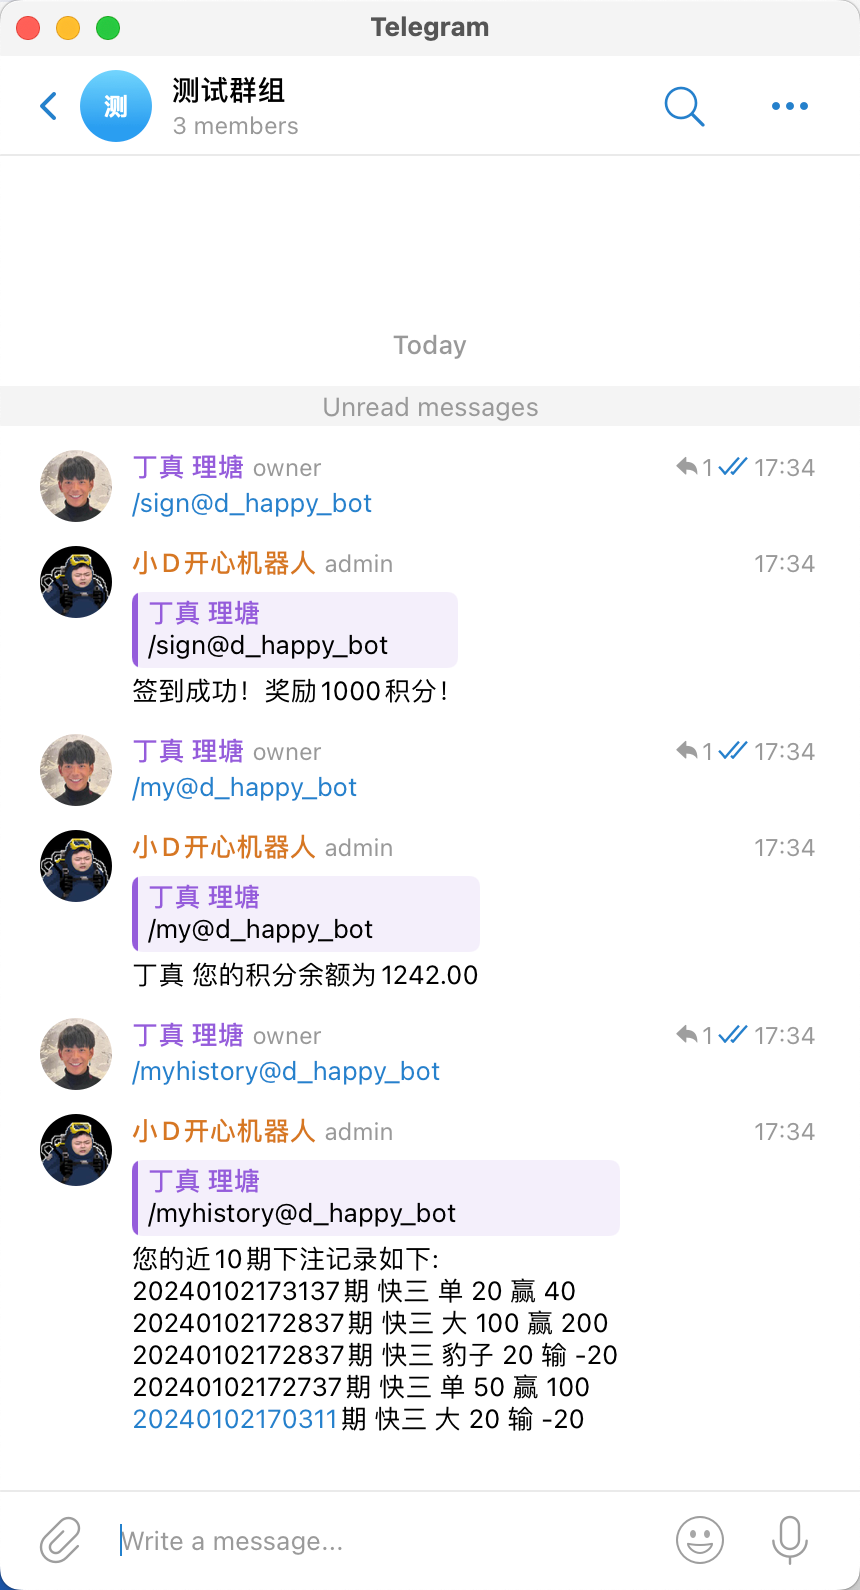 Telegram
测
测试群组
3 members
Today
Unread messages
丁真 理塘 owner 1 17:34
/sign@d_happy_bot
小D开心机器人 admin 17:34
丁真 理塘
/sign@d_happy_bot
签到成功！奖励1000积分！
丁真 理塘 owner 1 17:34
/my@d_happy_bot
小D开心机器人 admin 17:34
丁真 理塘
/my@d_happy_bot
丁真 您的积分余额为1242.00
丁真 理塘 owner 1 17:34
/myhistory@d_happy_bot
小D开心机器人 admin 17:34
丁真 理塘
/myhistory@d_happy_bot
您的近10期下注记录如下:
20240102173137期 快三 单 20 赢 40
20240102172837期 快三 大 100 赢 200
20240102172837期 快三 豹子 20 输 -20
20240102172737期 快三 单 50 赢 100
20240102170311期 快三 大 20 输 -20
Write a message...